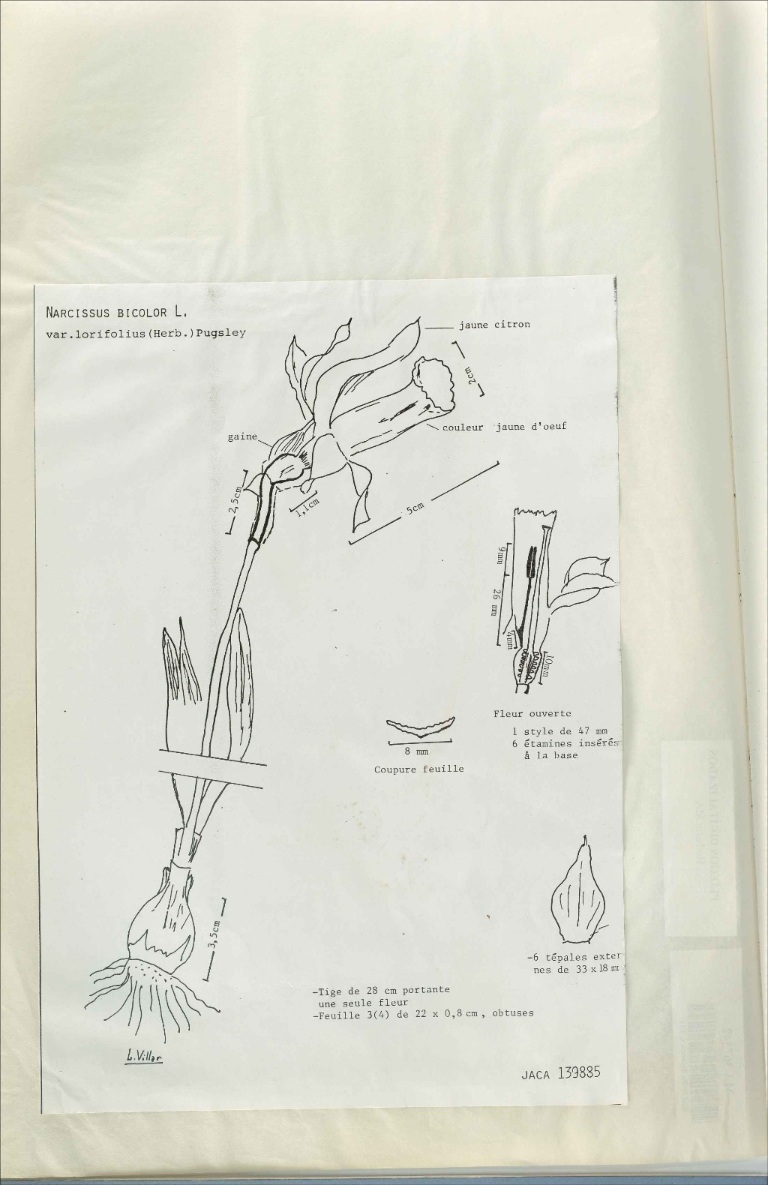 NARCISSUS BICOLOR L.
var.lorifolius(Herb.)Pugsley
jaune citron
2cm
couleur jaune d'oeuf
gaine
2,5cm
1,1cm
5cm
9mm
26 mm
4mm
10mm
Fleur ouverte
1 style de 47 mm
6 étamines insérés
à la base
8 mm
Coupure feuille
3,5cm
-6 tépales exter
nes de 33 x 18 m
-Tige de 28 cm portante
une seule fleur
-Feuille 3(4) de 22 x 0,8 cm, obtuses
L.Villar
JACA 139885